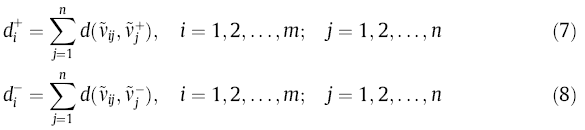 d_i^+ = \sum_{j=1}^{n} d(\tilde{v}_{ij}, \tilde{v}_j^+), i = 1, 2, . . . , m; j = 1, 2, . . . , n (7)
d_i^- = \sum_{j=1}^{n} d(\tilde{v}_{ij}, \tilde{v}_j^-), i = 1, 2, . . . , m; j = 1, 2, . . . , n (8)